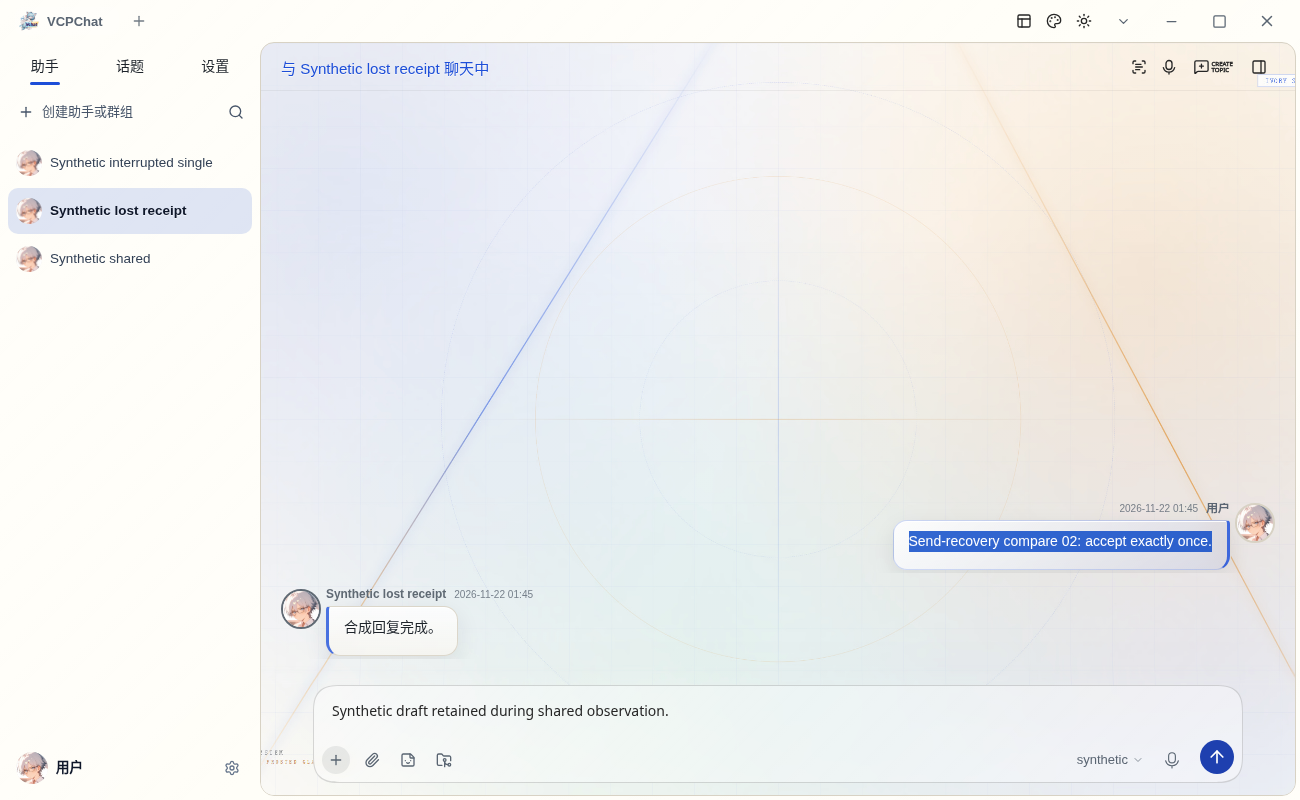 VCPChat
助手 话题 设置
创建助手或群组
Synthetic interrupted single
Synthetic lost receipt
Synthetic shared
用户
与 Synthetic lost receipt 聊天中
CREATE
TOPIC
2026-11-22 01:45 用户
Send-recovery compare 02: accept exactly once.
Synthetic lost receipt 2026-11-22 01:45
合成回复完成。
Synthetic draft retained during shared observation.
synthetic